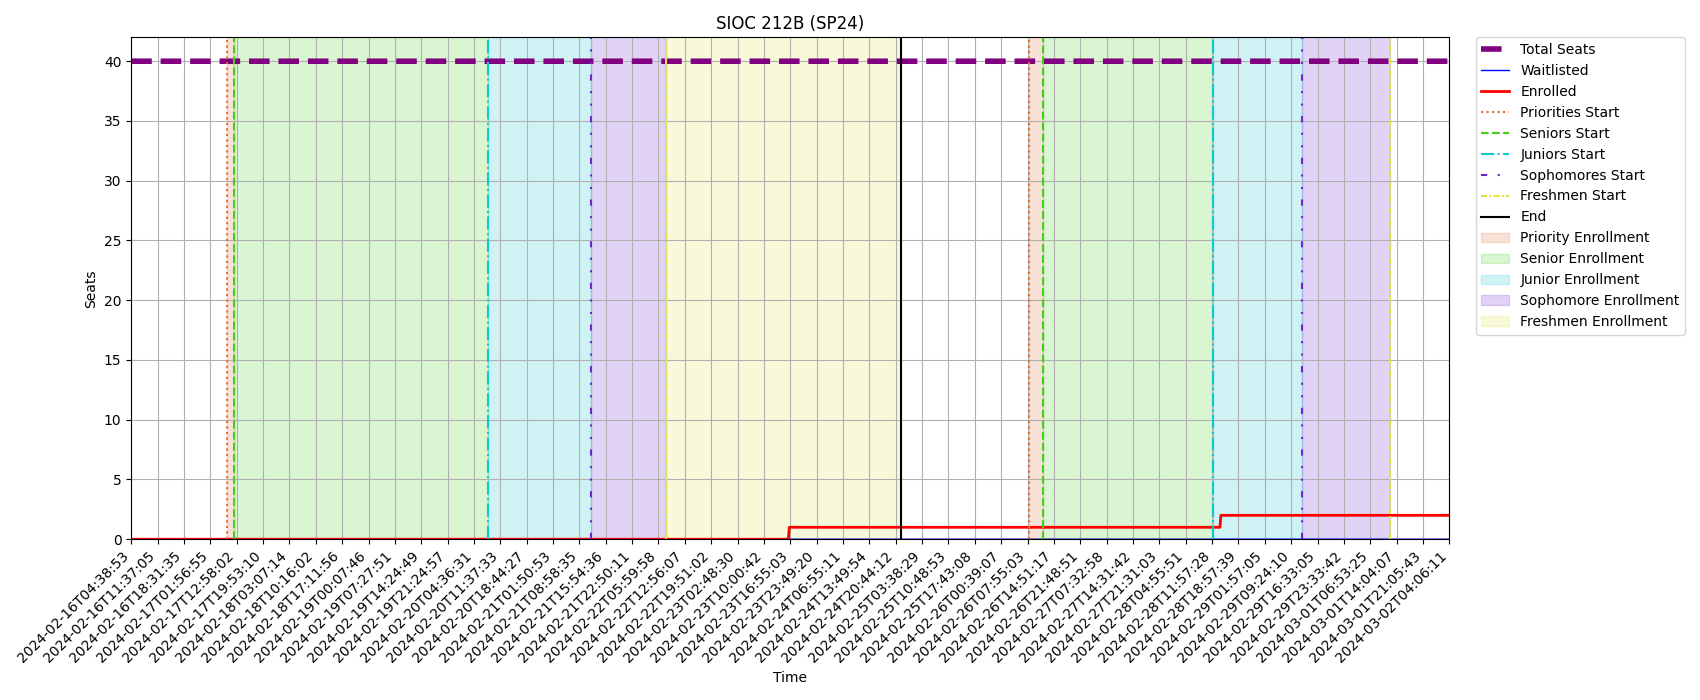 SIOC 212B (SP24)
Total Seats
Waitlisted
Enrolled
Priorities Start
Seniors Start
Juniors Start
Sophomores Start
Freshmen Start
End
Priority Enrollment
Senior Enrollment
Junior Enrollment
Sophomore Enrollment
Freshmen Enrollment
Seats
40
35
30
25
20
15
10
5
0
2024-02-16T04:38:53
2024-02-16T11:37:05
2024-02-16T18:31:35
2024-02-17T01:56:55
2024-02-17T12:58:02
2024-02-17T19:53:10
2024-02-18T03:07:14
2024-02-18T10:16:02
2024-02-18T17:11:56
2024-02-19T00:07:46
2024-02-19T07:27:51
2024-02-19T14:24:49
2024-02-19T21:24:57
2024-02-20T04:36:31
2024-02-20T11:37:33
2024-02-20T18:44:27
2024-02-21T01:50:53
2024-02-21T08:58:35
2024-02-21T15:54:36
2024-02-21T22:50:11
2024-02-22T05:59:58
2024-02-22T12:56:07
2024-02-22T19:51:02
2024-02-23T02:48:30
2024-02-23T10:00:42
2024-02-23T16:55:03
2024-02-23T23:49:20
2024-02-24T06:55:11
2024-02-24T13:49:54
2024-02-24T20:44:12
2024-02-25T03:38:29
2024-02-25T10:48:53
2024-02-25T17:43:08
2024-02-26T00:39:07
2024-02-26T07:55:03
2024-02-26T14:51:17
2024-02-26T21:48:51
2024-02-27T07:32:58
2024-02-27T14:31:42
2024-02-27T21:31:03
2024-02-28T04:55:51
2024-02-28T11:57:28
2024-02-28T18:57:39
2024-02-29T01:57:05
2024-02-29T09:24:10
2024-02-29T16:33:05
2024-02-29T23:33:42
2024-03-01T06:53:25
2024-03-01T14:04:07
2024-03-01T21:05:43
2024-03-02T04:06:11
Time